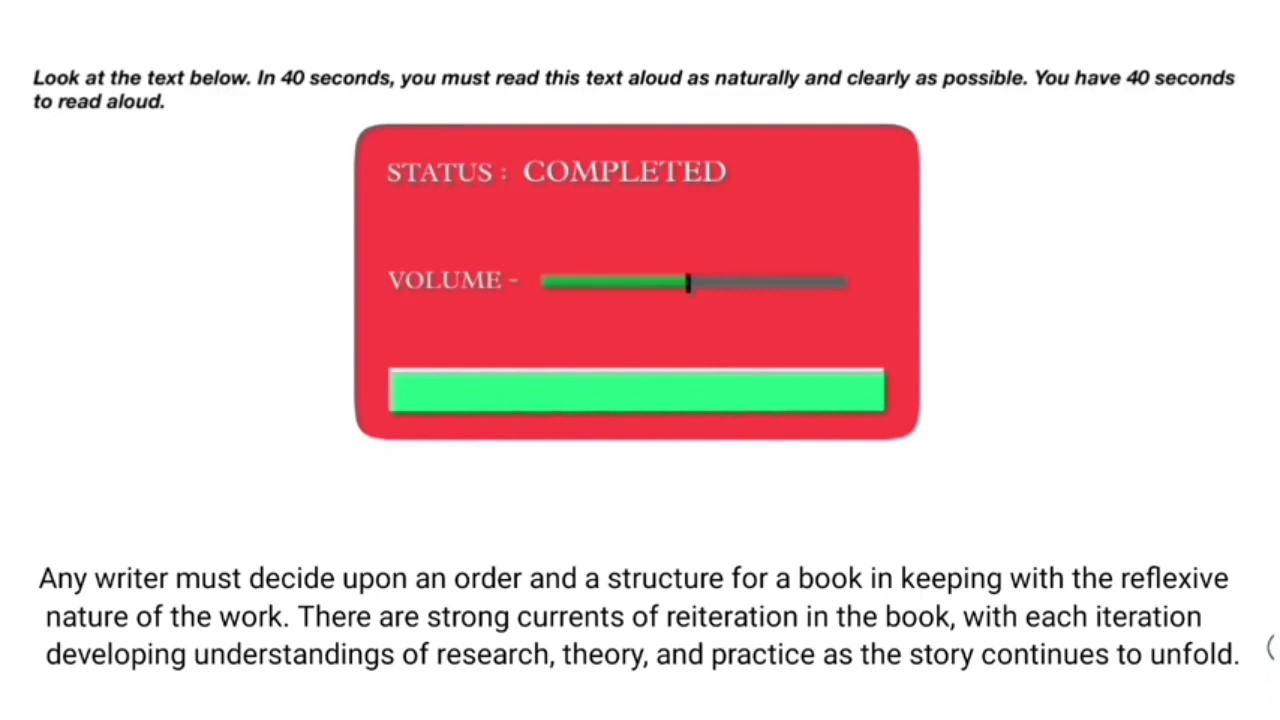 Look at the text below. In 40 seconds, you must read this text aloud as naturally and clearly as possible. You have 40 seconds
to read aloud.
STATUS : COMPLETED
VOLUME -
Any writer must decide upon an order and a structure for a book in keeping with the reflexive
nature of the work. There are strong currents of reiteration in the book, with each iteration
developing understandings of research, theory, and practice as the story continues to unfold.